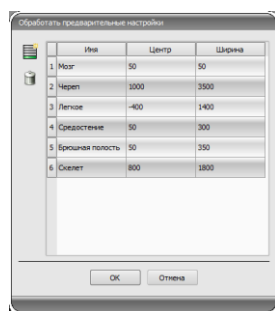 Обработать предварительные настройки
Имя Центр Ширина
1 Мозг 50 50
2 Череп 1000 3500
3 Легкое -400 1400
4 Средостение 50 300
5 Брюшная полость 50 350
6 Скелет 800 1800
OK Отмена